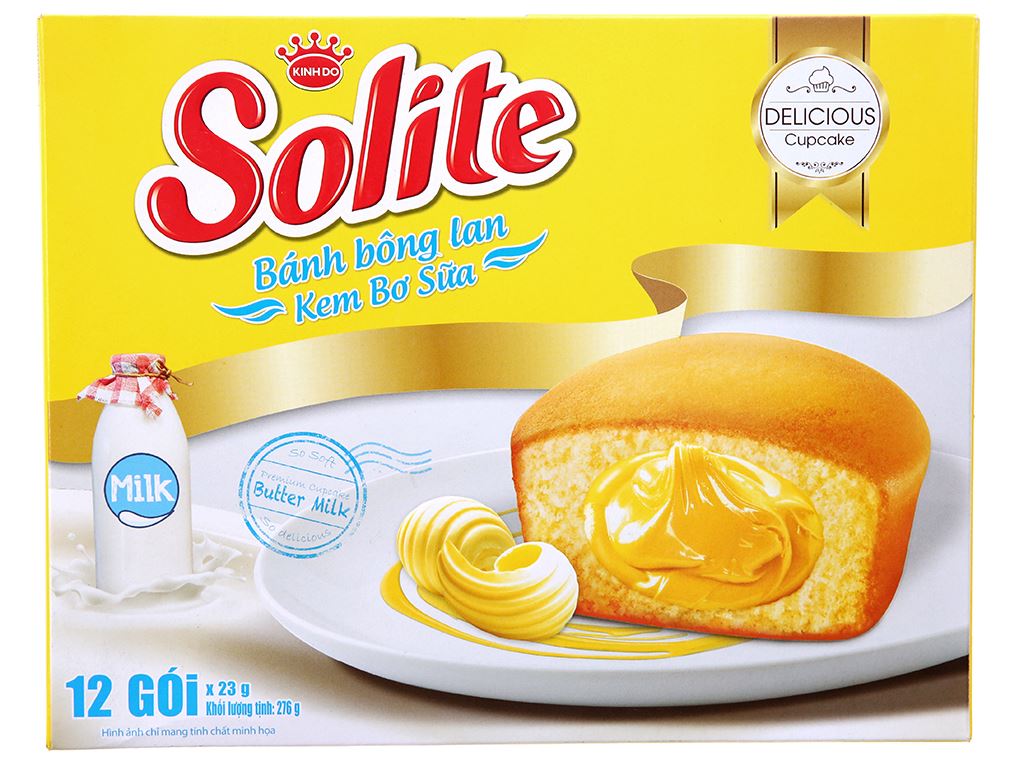 KINH DO
Solite
Bánh bông lan
Kem Bơ Sữa
DELICIOUS
Cupcake
Milk
So Soft
Premium Cupcake
Butter Milk
So delicious
12 GÓI x 23 g
Khối lượng tịnh: 276 g
Hình ảnh chỉ mang tính chất minh họa